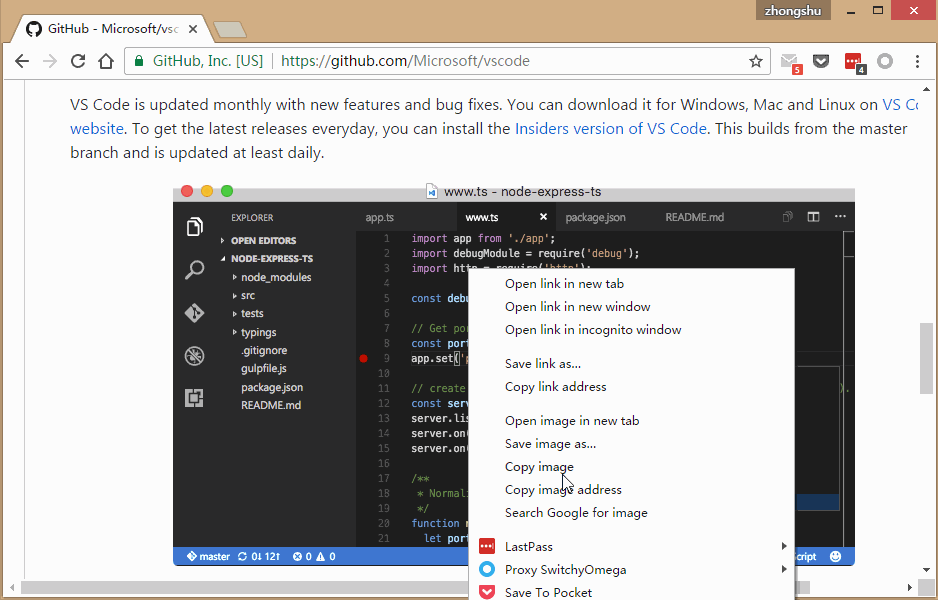 zhongshu
GitHub - Microsoft/vsc
GitHub, Inc. [US] https://github.com/Microsoft/vscode
5
4
VS Code is updated monthly with new features and bug fixes. You can download it for Windows, Mac and Linux on VS Co
website. To get the latest releases everyday, you can install the Insiders version of VS Code. This builds from the master
branch and is updated at least daily.
www.ts - node-express-ts
EXPLORER
OPEN EDITORS
NODE-EXPRESS-TS
node_modules
src
tests
typings
.gitignore
gulpfile.js
package.json
README.md
app.ts www.ts package.json README.md
1 import app from './app';
2 import debugModule = require('debug');
3 import http = require('http');
4
5 const debu
6
7 // Get por
8 const port
9 app.set('p
10
11 // create
12 const serv
13 server.lis
14 server.on(
15 server.on(
16
17 /**
18 * Normali
19 */
20 function n
21 let port
).
master 0↓ 12↑ 0 0
cript
Open link in new tab
Open link in new window
Open link in incognito window
Save link as...
Copy link address
Open image in new tab
Save image as...
Copy image
Copy image address
Search Google for image
LastPass
Proxy SwitchyOmega
Save To Pocket